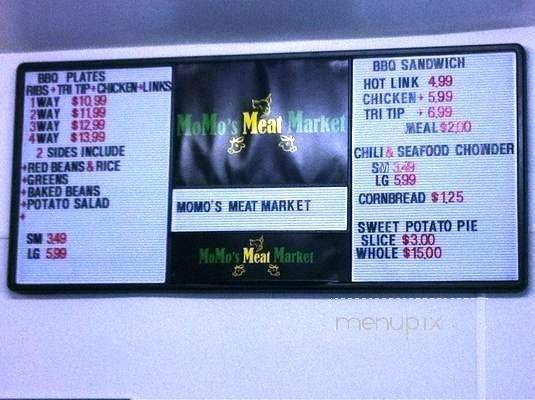 BBQ PLATES
RIBS + TRI TIP + CHICKEN + LINKS
1 WAY $10.99
2 WAY $11.99
3 WAY $12.99
4 WAY $13.99
2 SIDES INCLUDE
+RED BEANS & RICE
+GREENS
+BAKED BEANS
+POTATO SALAD
+
SM 3.49
LG 5.99
MoMo's Meat Market
MOMO'S MEAT MARKET
MoMo's Meat Market
BBQ SANDWICH
HOT LINK 4.99
CHICKEN + 5.99
TRI TIP + 6.99
MEAL $2.00
CHILI & SEAFOOD CHOWDER
SM 3.49
LG 5.99
CORNBREAD $1.25
SWEET POTATO PIE
SLICE $3.00
WHOLE $15.00
menupix